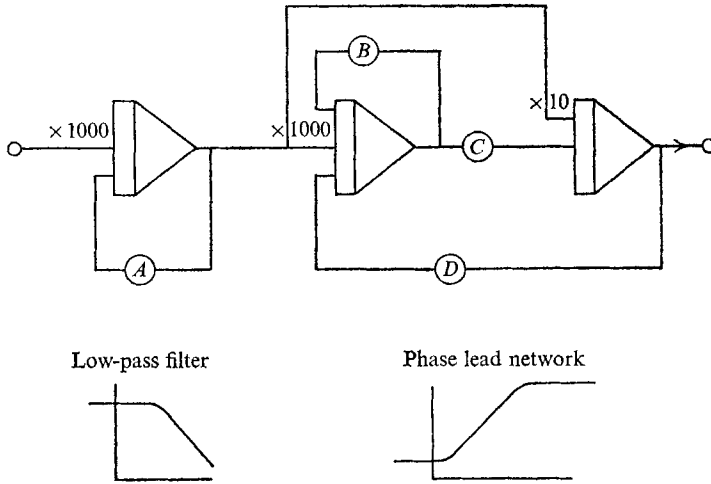 B
× 1000
× 1000
× 10
C
A
D
Low-pass filter
Phase lead network